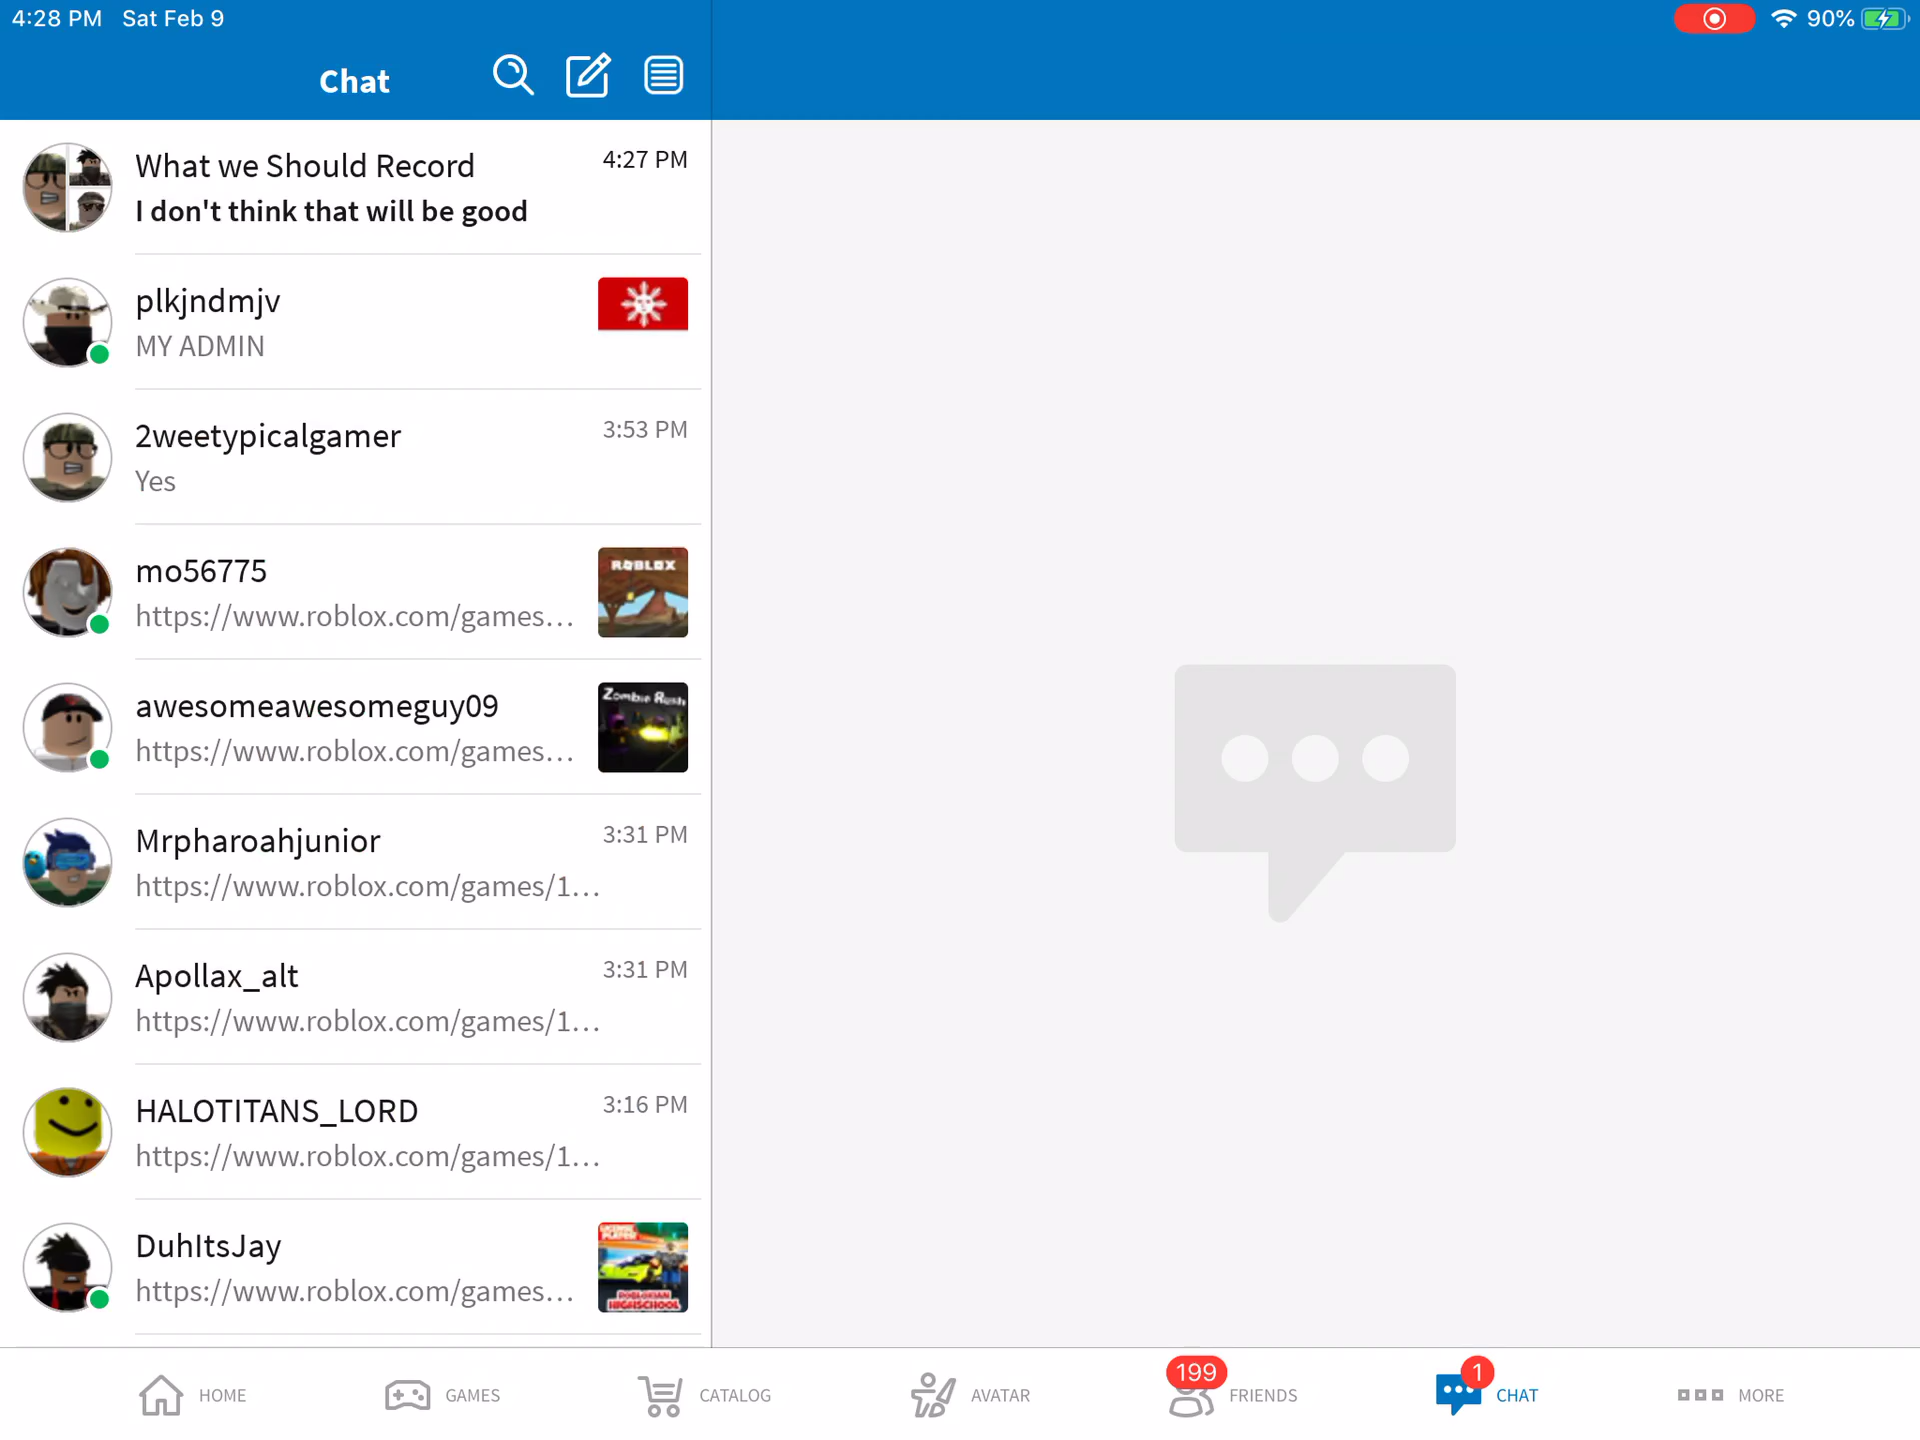 4:28 PM Sat Feb 9
90%
Chat
What we Should Record
4:27 PM
I don't think that will be good
plkjndmjv
MY ADMIN
2weetypicalgamer
3:53 PM
Yes
mo56775
ROBLOX
https://www.roblox.com/games...
awesomeawesomeguy09
Zombie Rush
https://www.roblox.com/games...
Mrpharoahjunior
3:31 PM
https://www.roblox.com/games/1...
Apollax_alt
3:31 PM
https://www.roblox.com/games/1...
HALOTITANS_LORD
3:16 PM
https://www.roblox.com/games/1...
DuhItsJay
https://www.roblox.com/games...
ROBLOXIAN
HIGHSCHOOL
HOME
GAMES
CATALOG
AVATAR
199
FRIENDS
1
CHAT
MORE